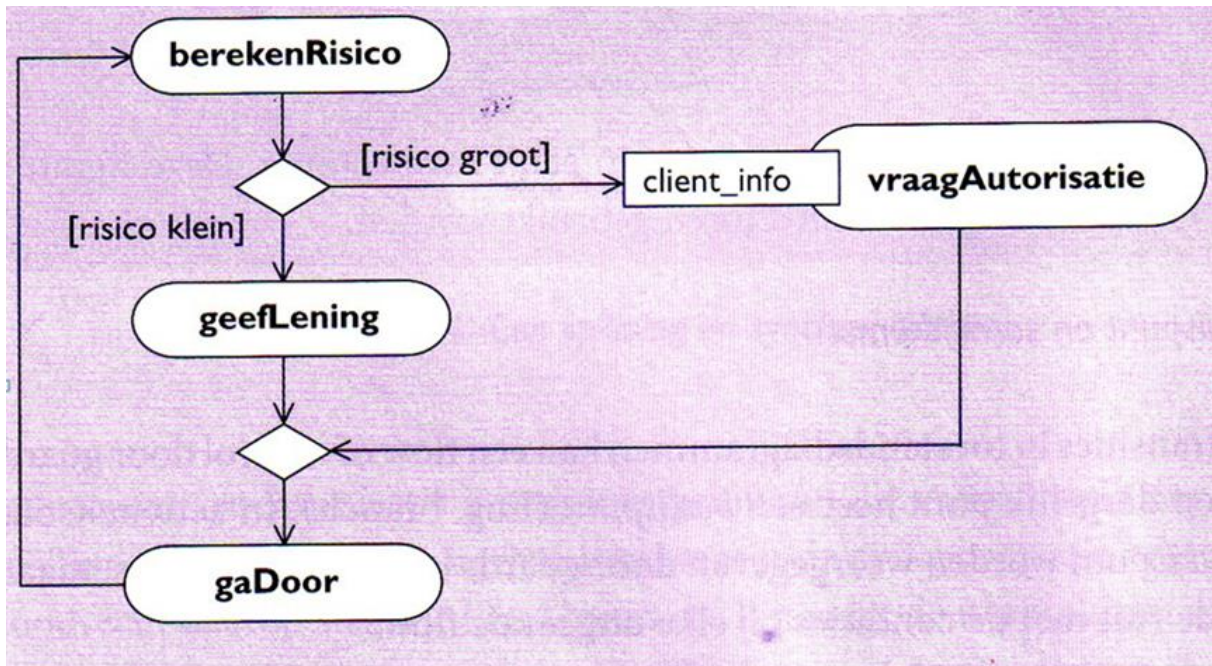 berekenRisico
[risico groot]
client_info
vraagAutorisatie
[risico klein]
geefLening
gaDoor